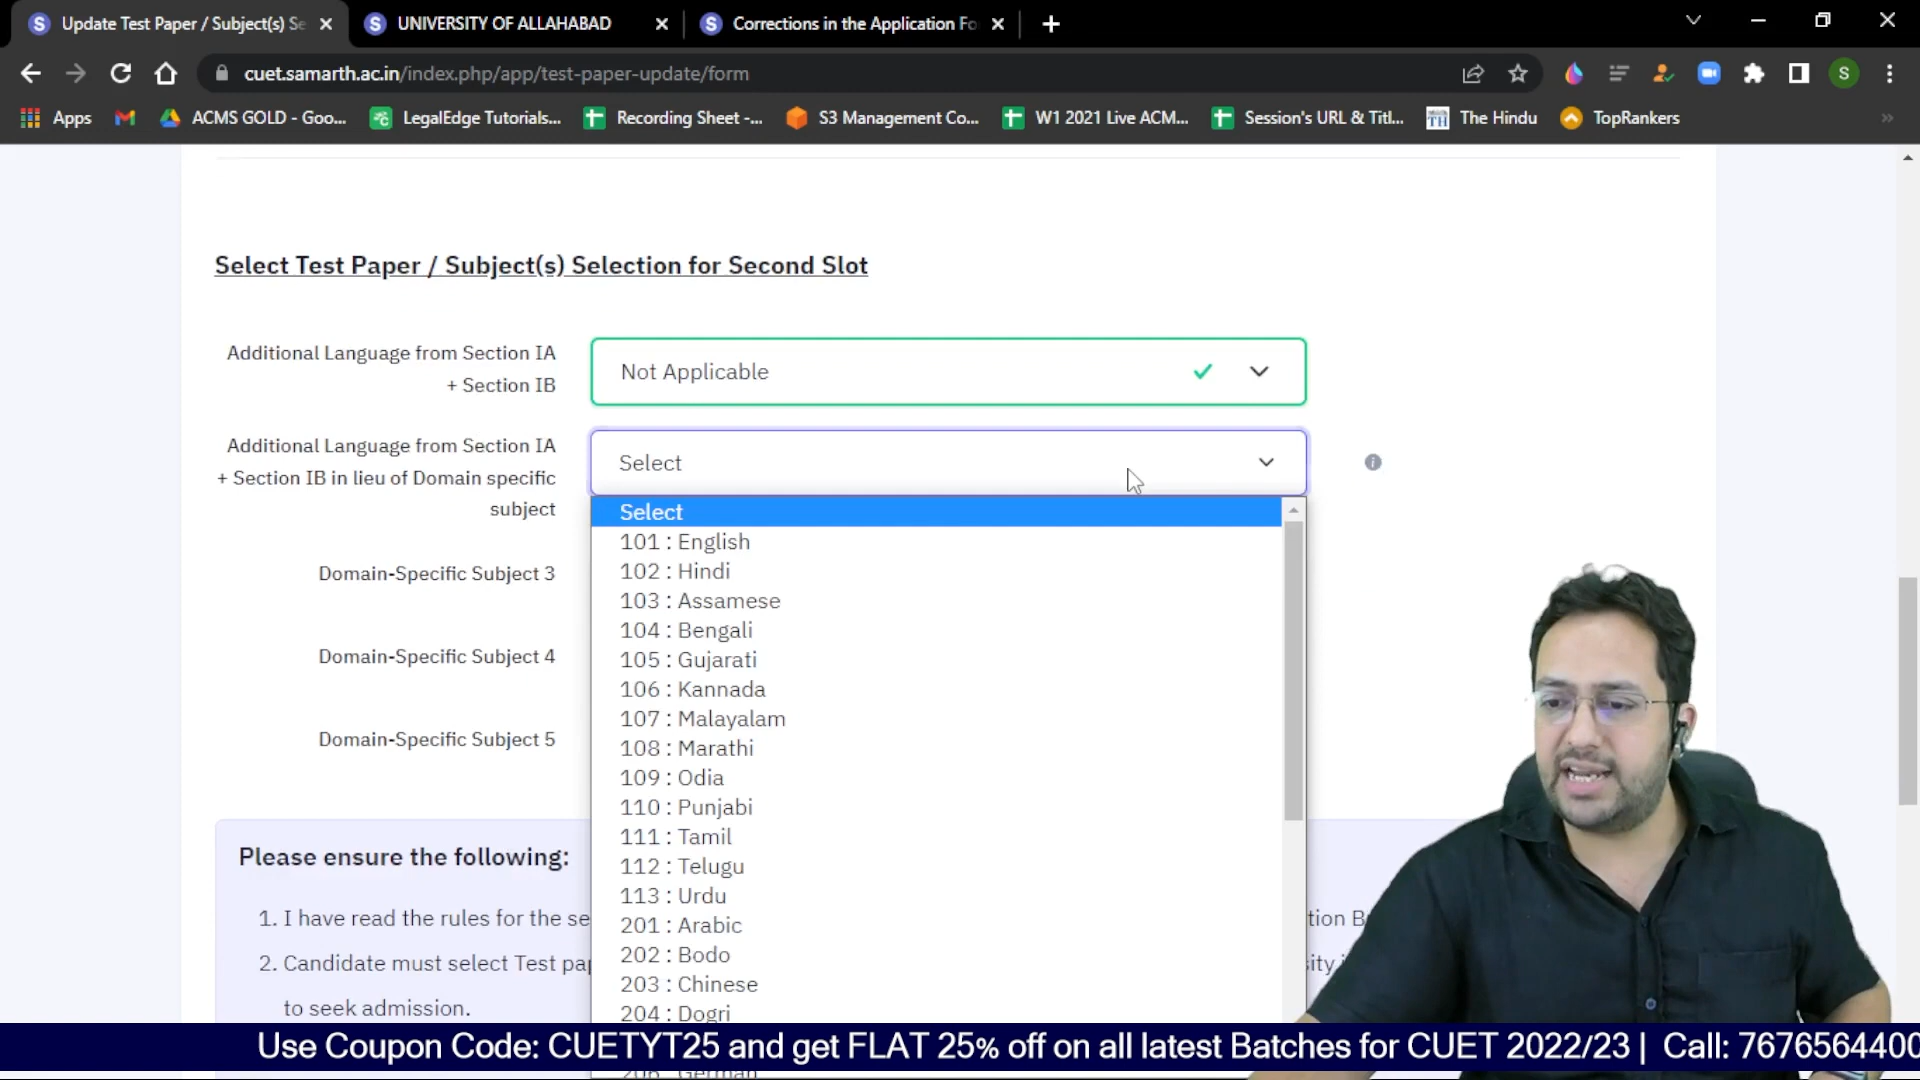 Update Test Paper / Subject(s) Se
UNIVERSITY OF ALLAHABAD
Corrections in the Application Fo
cuet.samarth.ac.in/index.php/app/test-paper-update/form
S
Apps
ACMS GOLD - Goo...
LegalEdge Tutorials...
Recording Sheet -...
S3 Management Co...
W1 2021 Live ACM...
Session's URL & Titl...
The Hindu
TopRankers
Select Test Paper / Subject(s) Selection for Second Slot
Additional Language from Section IA
+ Section IB
Not Applicable
Additional Language from Section IA
+ Section IB in lieu of Domain specific
subject
Select
Select
101 : English
102 : Hindi
103 : Assamese
104 : Bengali
105 : Gujarati
106 : Kannada
107 : Malayalam
108 : Marathi
109 : Odia
110 : Punjabi
111 : Tamil
112 : Telugu
113 : Urdu
201 : Arabic
202 : Bodo
203 : Chinese
204 : Dogri
Domain-Specific Subject 3
Domain-Specific Subject 4
Domain-Specific Subject 5
Please ensure the following:
1. I have read the rules for the se
2. Candidate must select Test pap
to seek admission.
Use Coupon Code: CUETYT25 and get FLAT 25% off on all latest Batches for CUET 2022/23 | Call: 7676564400